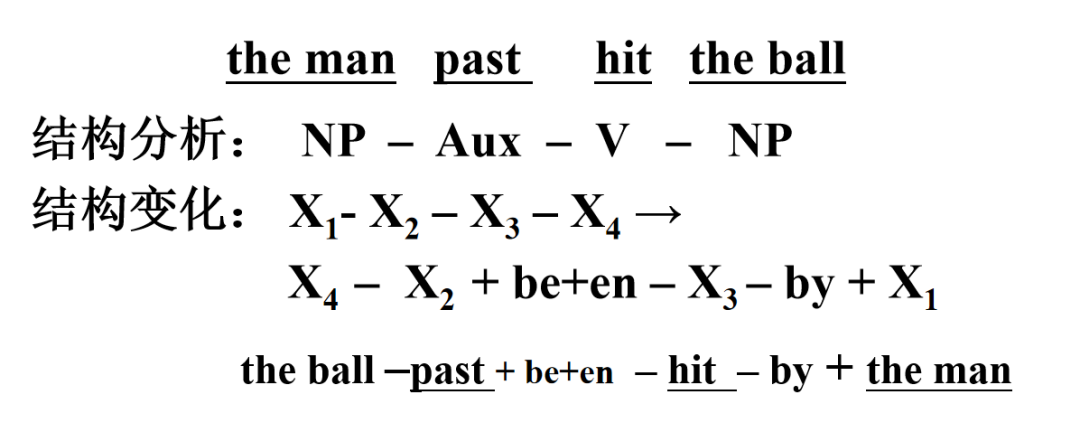 the man past hit the ball
结构分析： NP – Aux – V – NP
结构变化： X₁- X₂ – X₃ – X₄ →
X₄ – X₂ + be+en – X₃ – by + X₁
the ball –past + be+en – hit – by + the man